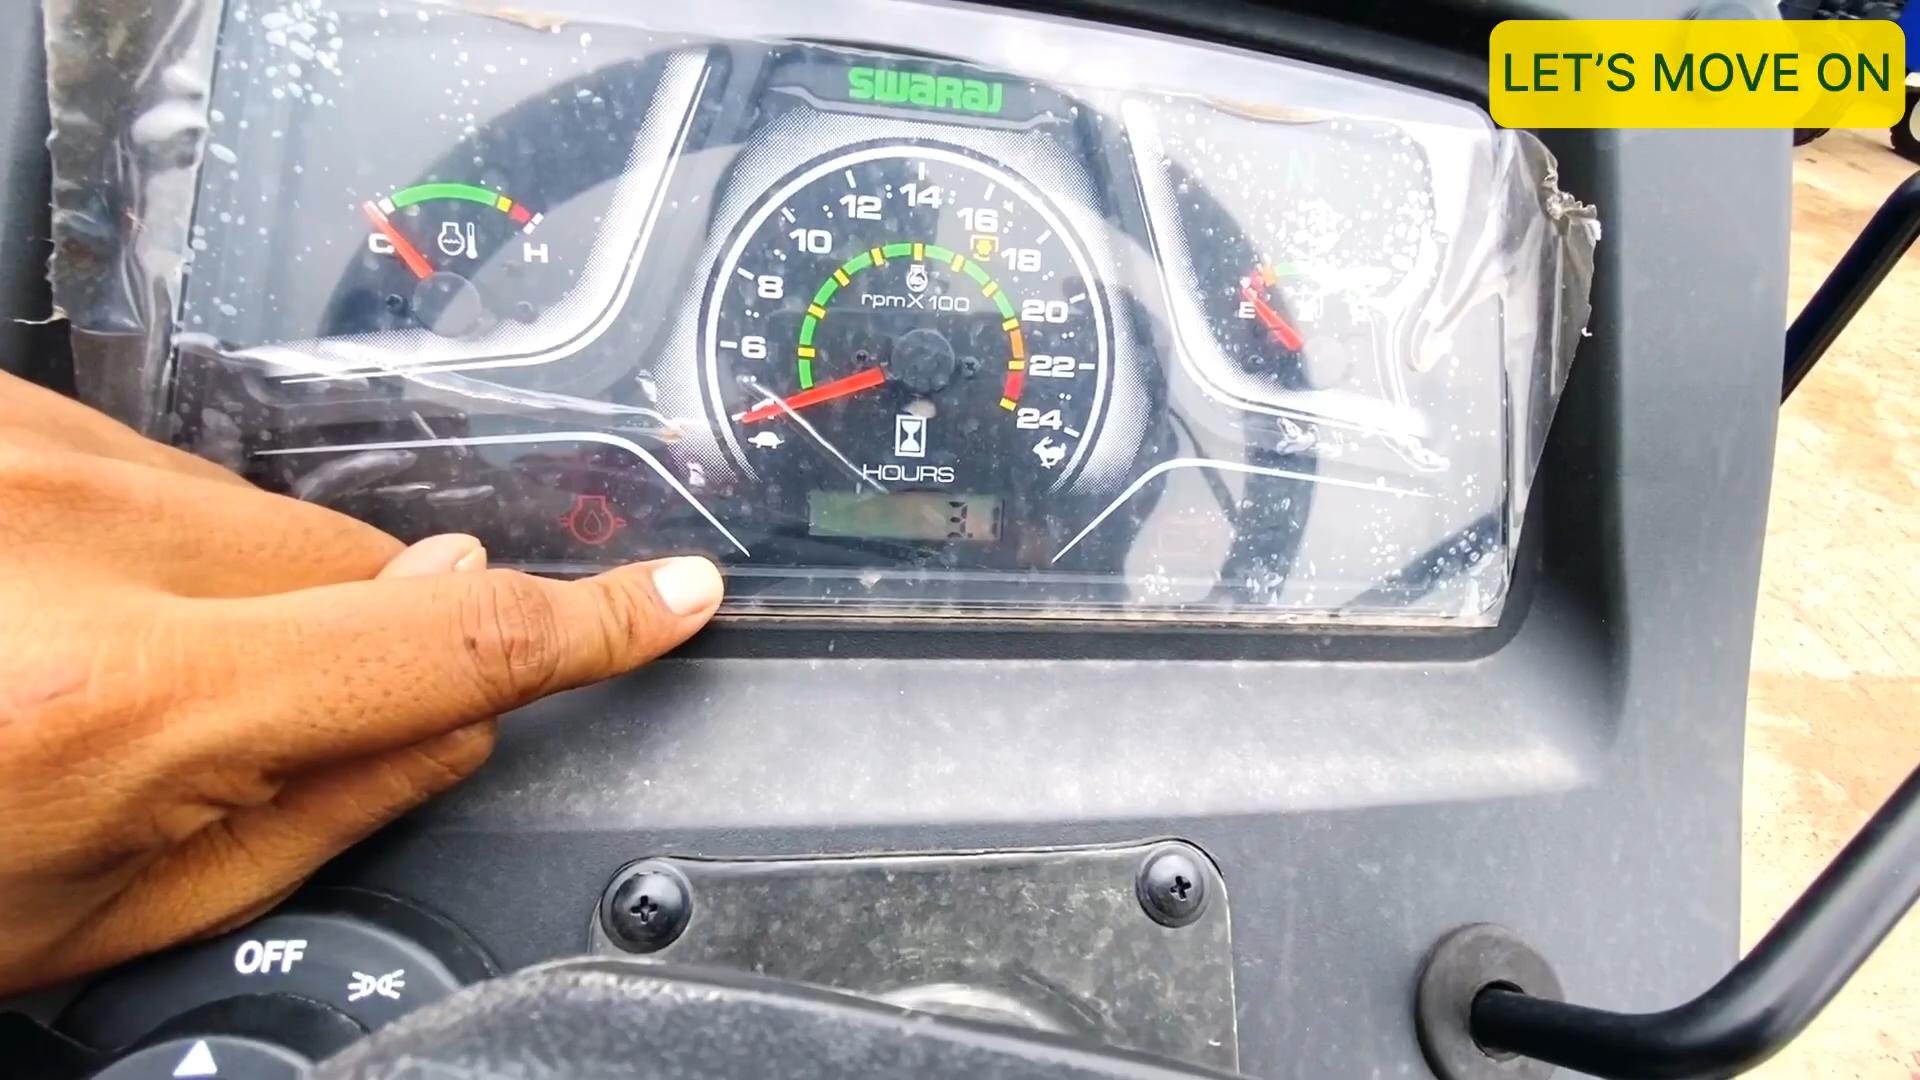 LET'S MOVE ON
SWARAJ
C
H
6
8
10
12
14
16
18
20
22
24
rpm X 100
E
HOURS
OFF